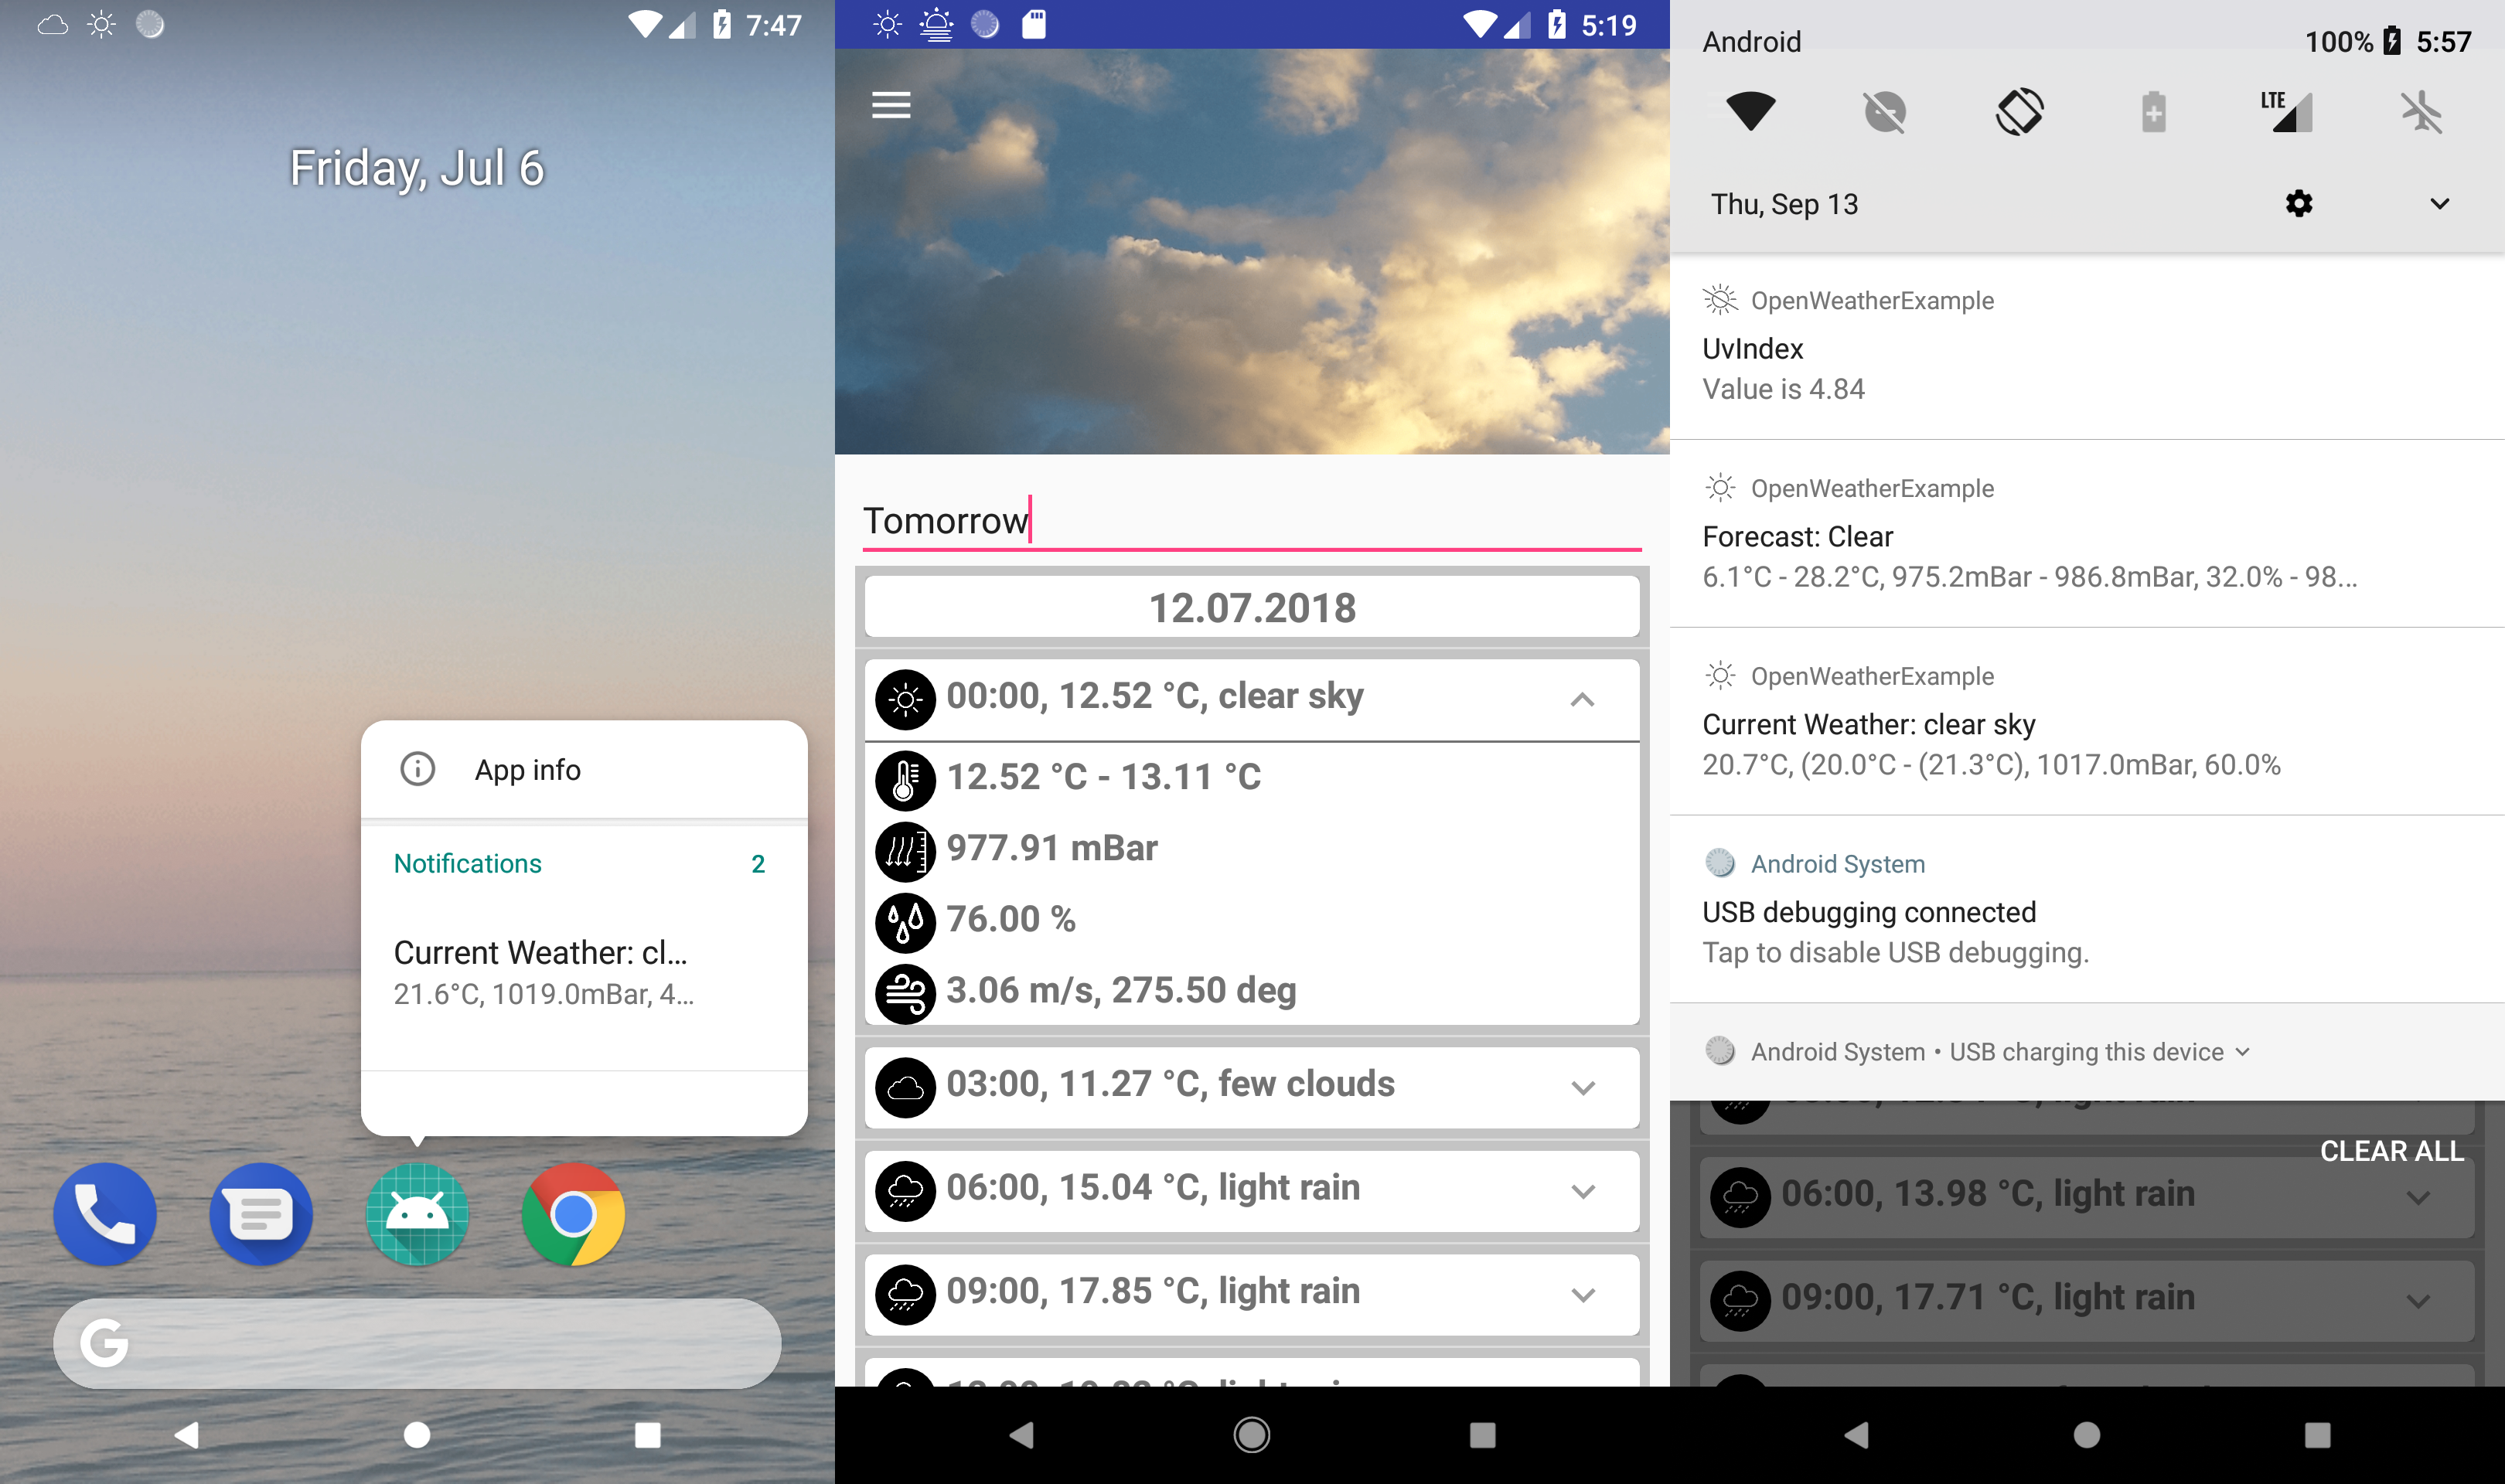 7:47
Friday, Jul 6
App info
Notifications 2
Current Weather: cl...
21.6°C, 1019.0mBar, 4...
G
5:19
Tomorrow
12.07.2018
00:00, 12.52 °C, clear sky
12.52 °C - 13.11 °C
977.91 mBar
76.00 %
3.06 m/s, 275.50 deg
03:00, 11.27 °C, few clouds
06:00, 15.04 °C, light rain
09:00, 17.85 °C, light rain
Android 100% 5:57
LTE
Thu, Sep 13
OpenWeatherExample
UvIndex
Value is 4.84
OpenWeatherExample
Forecast: Clear
6.1°C - 28.2°C, 975.2mBar - 986.8mBar, 32.0% - 98...
OpenWeatherExample
Current Weather: clear sky
20.7°C, (20.0°C - (21.3°C), 1017.0mBar, 60.0%
Android System
USB debugging connected
Tap to disable USB debugging.
Android System • USB charging this device
CLEAR ALL
06:00, 13.98 °C, light rain
09:00, 17.71 °C, light rain